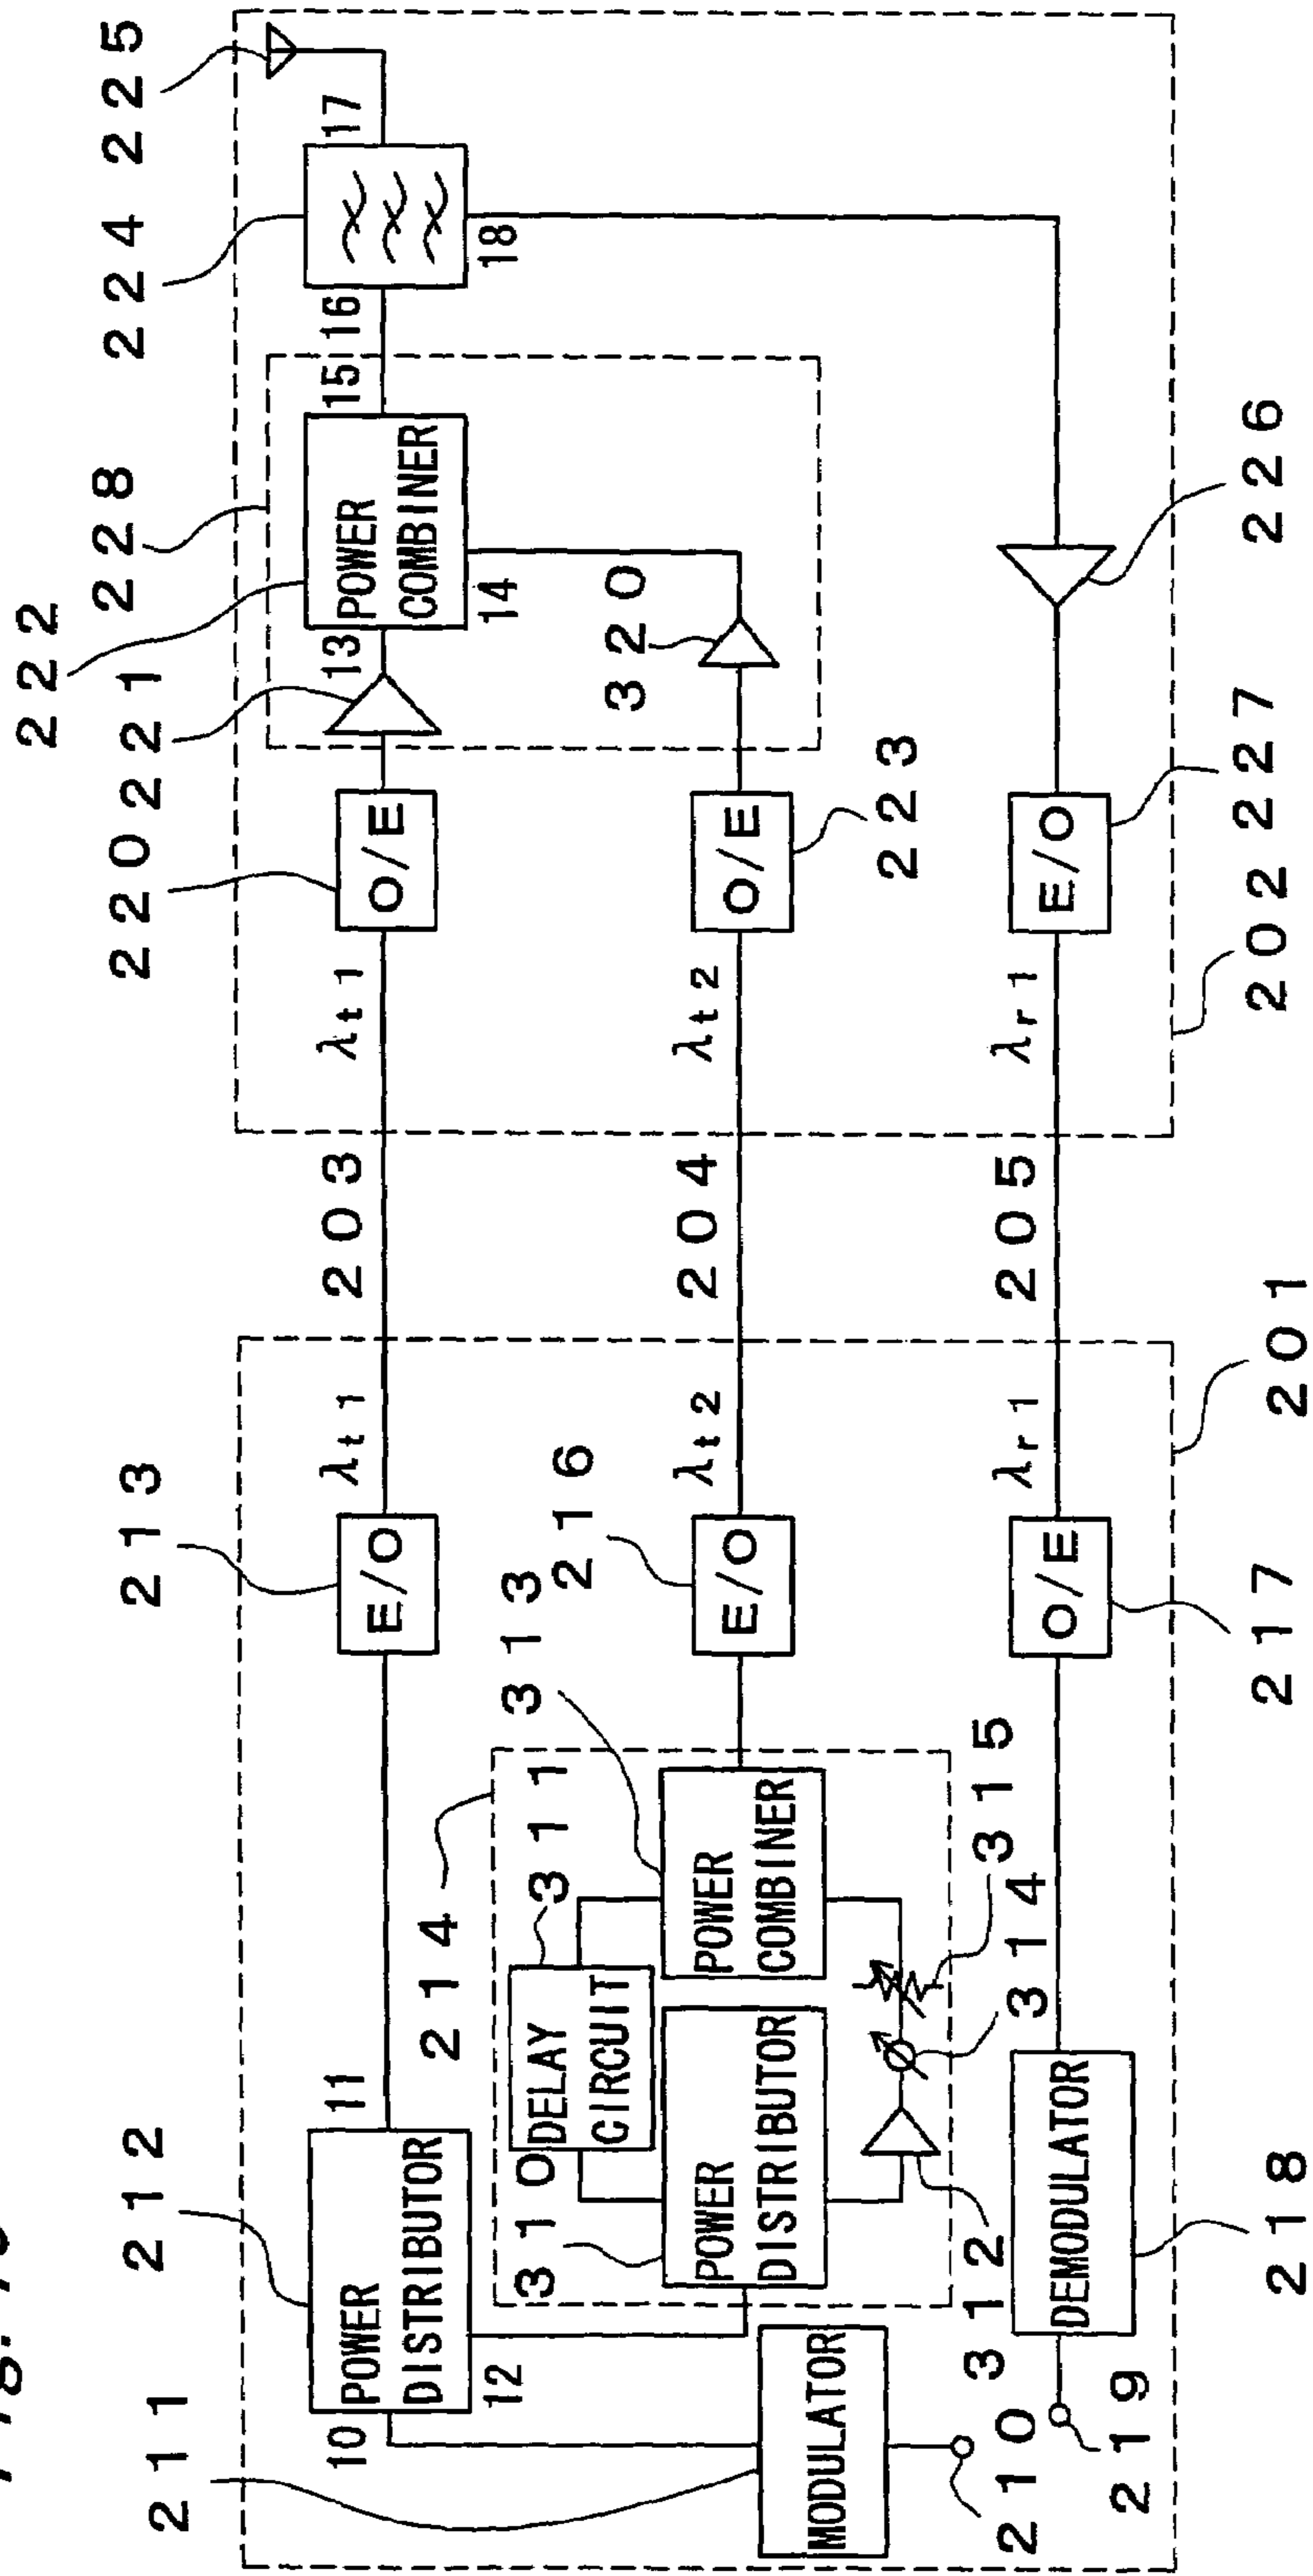 222
211
212
213
220
221
228
224
225
10
POWER
DISTRIBUTOR
11
12
E/O
λt1
203
λt1
O/E
13
POWER
COMBINER
14
15
16
17
18
214
310
DELAY
CIRCUIT
311
313
216
POWER
DISTRIBUTOR
POWER
COMBINER
E/O
λt2
204
λt2
O/E
320
223
MODULATOR
210
312
314
315
219
DEMODULATOR
O/E
λr1
205
λr1
E/O
218
217
201
202
227
226